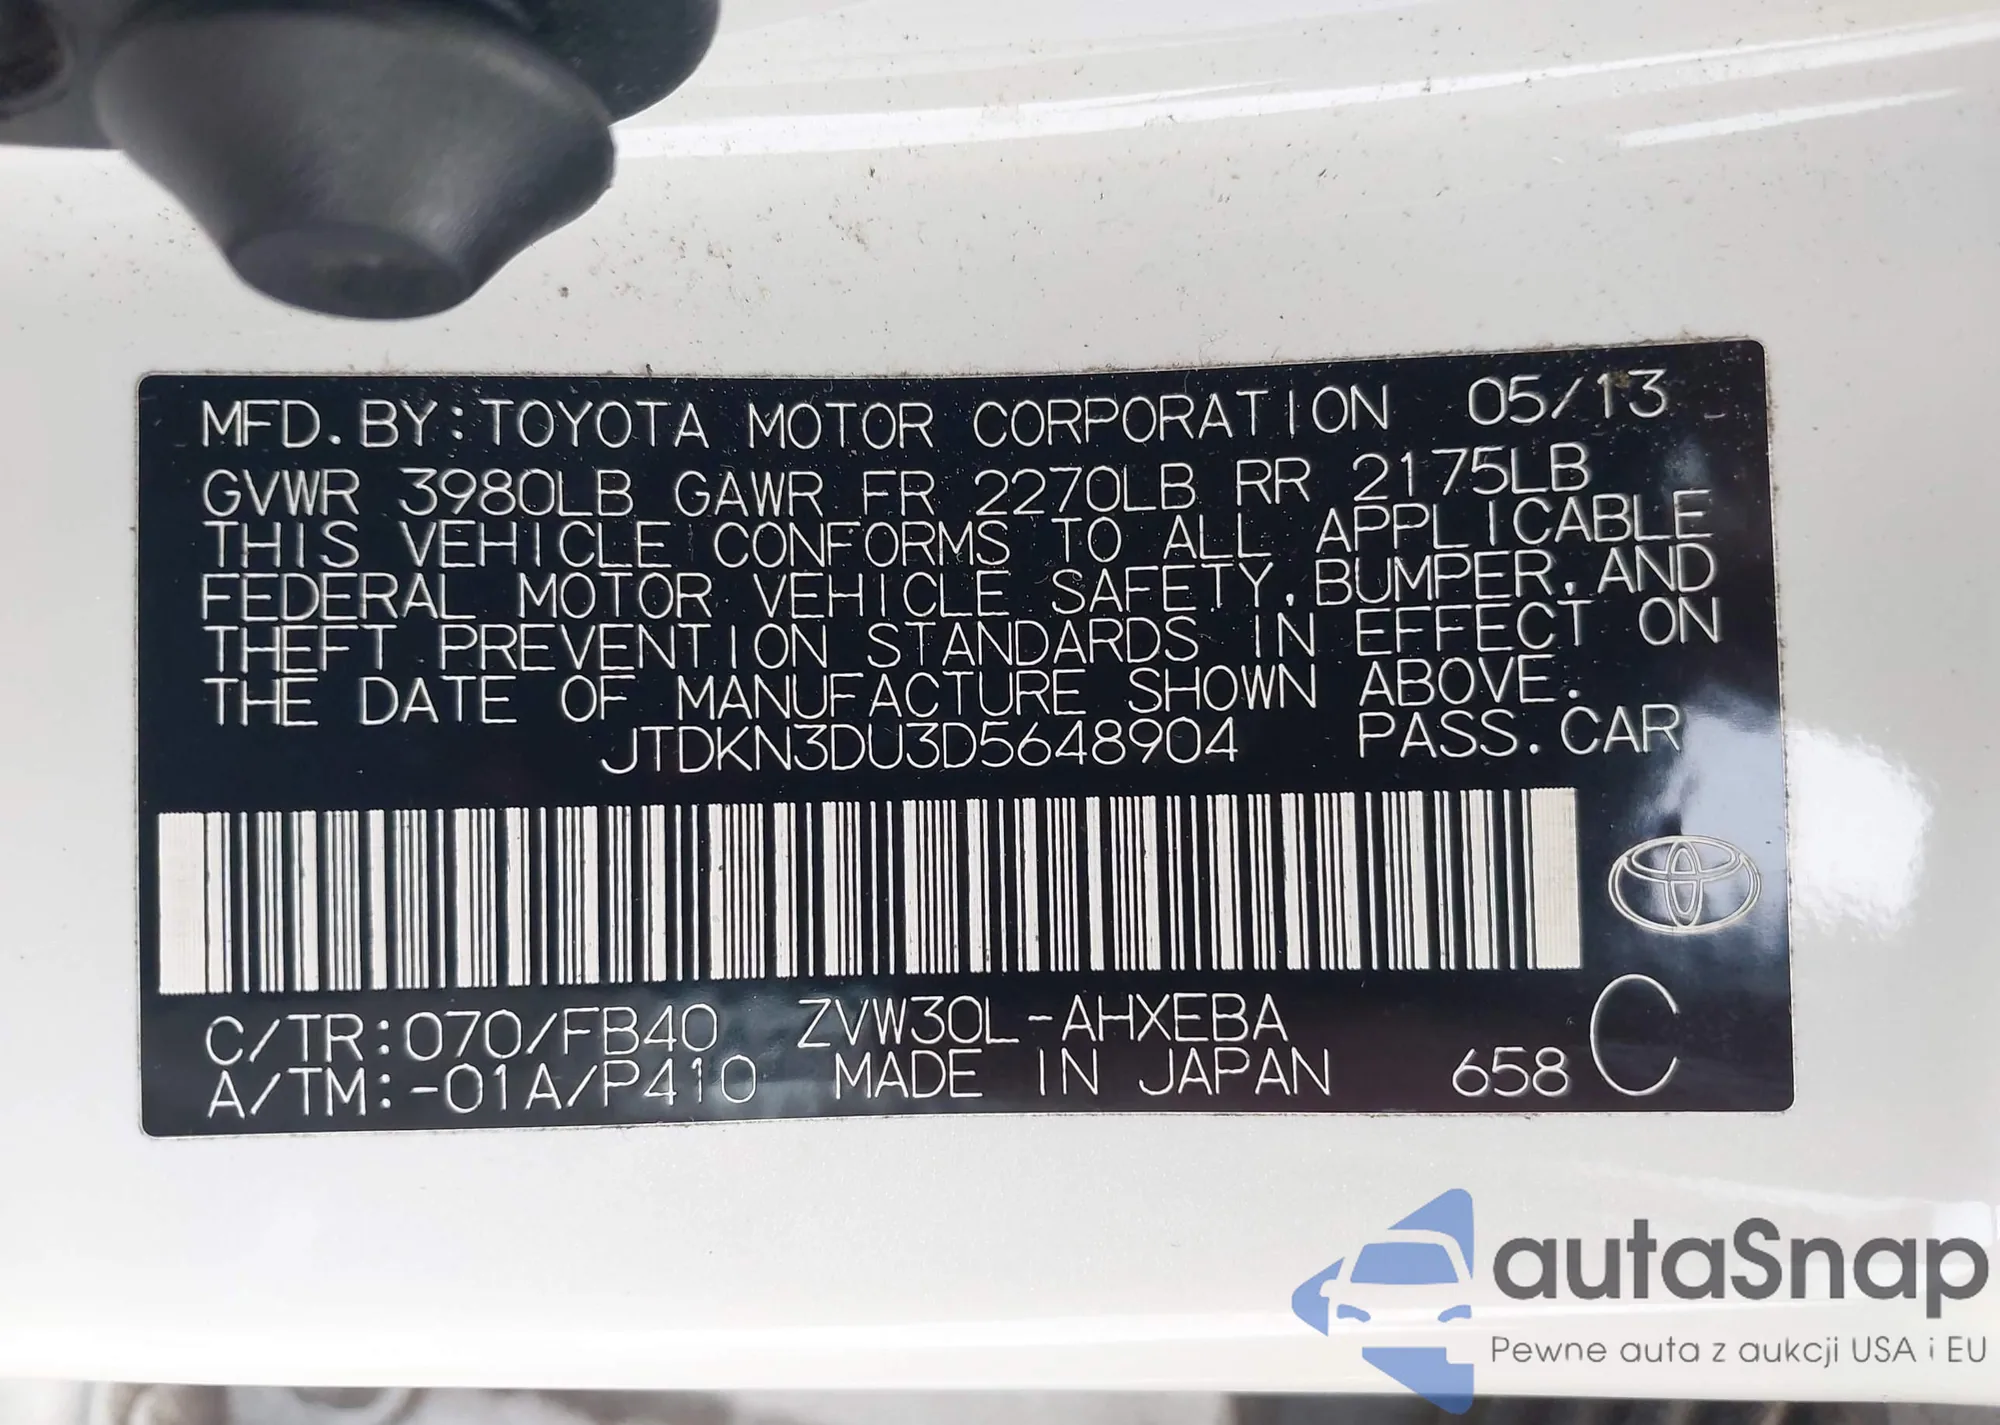 MFD. BY: TOYOTA MOTOR CORPORATION 05/13
GVWR 3980LB GAWR FR 2270LB RR 2175LB
THIS VEHICLE CONFORMS TO ALL APPLICABLE
FEDERAL MOTOR VEHICLE SAFETY, BUMPER, AND
THEFT PREVENTION STANDARDS IN EFFECT ON
THE DATE OF MANUFACTURE SHOWN ABOVE.
JTDKN3DU3D5648904 PASS. CAR
C/TR:070/FB40 ZVW30L-AHXEBA
A/TM:-01A/P410 MADE IN JAPAN 658 C
autaSnap
Pewne auta z aukcji USA i EU